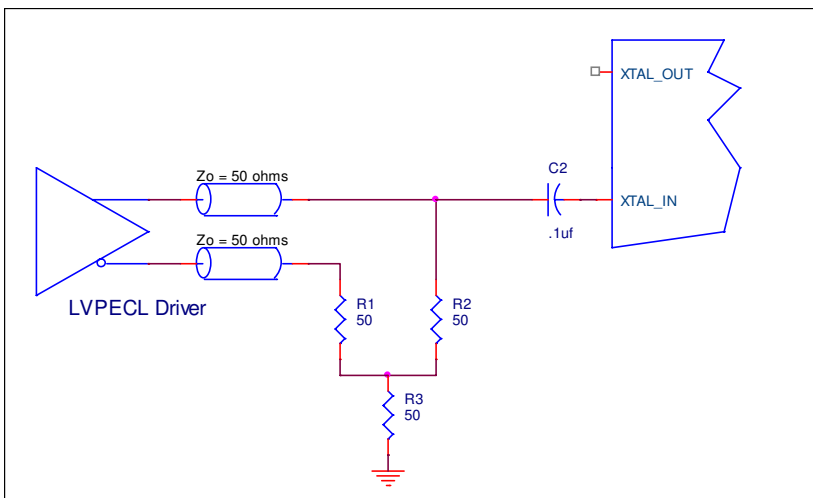 XTAL_OUT
C2
Zo = 50 ohms
XTAL_IN
.1uf
Zo = 50 ohms
LVPECL Driver
R1
50
R2
50
R3
50